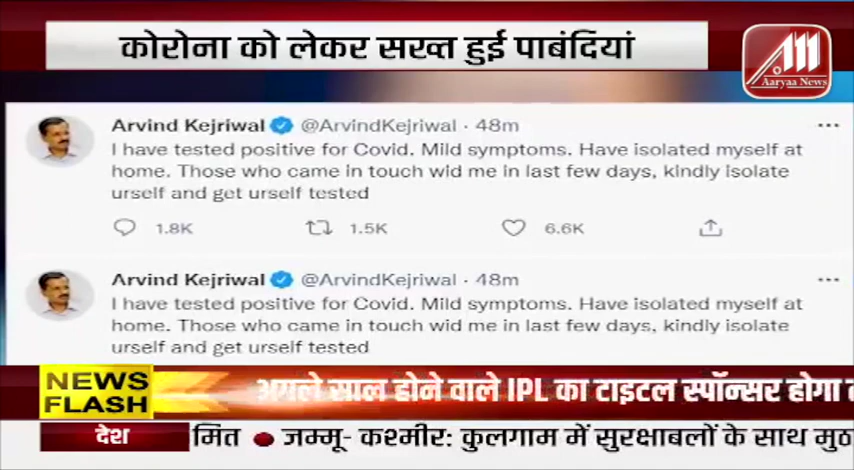 कोरोना को लेकर सख्त हुई पाबंदियां
Aaryaa News
Arvind Kejriwal @ArvindKejriwal · 48m
I have tested positive for Covid. Mild symptoms. Have isolated myself at
home. Those who came in touch wid me in last few days, kindly isolate
urself and get urself tested
1.8K 1.5K 6.6K
Arvind Kejriwal @ArvindKejriwal · 48m
I have tested positive for Covid. Mild symptoms. Have isolated myself at
home. Those who came in touch wid me in last few days, kindly isolate
urself and get urself tested
NEWS
FLASH
अगले साल होने वाले IPL का टाइटल स्पॉन्सर होगा
देश
मित ● जम्मू- कश्मीर: कुलगाम में सुरक्षाबलों के साथ मुठ